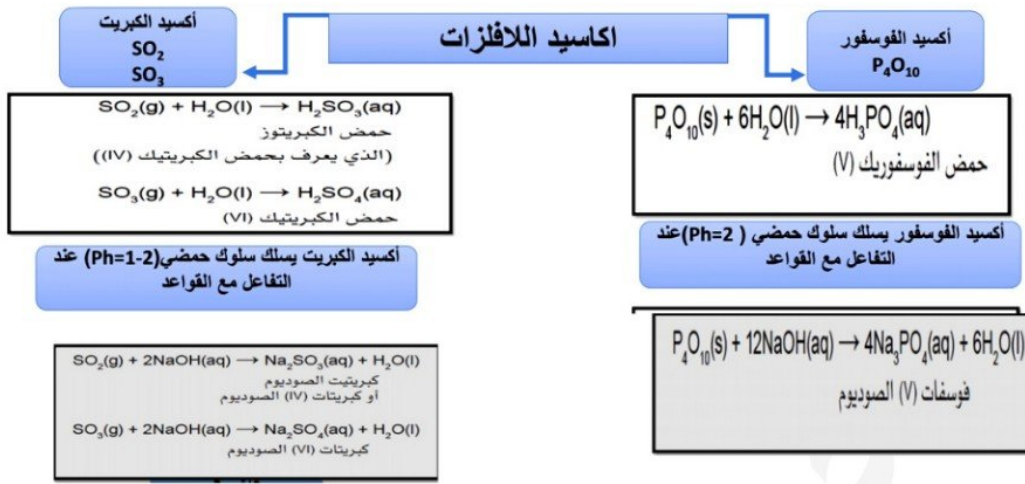 اكاسيد اللافلزات
أكسيد الفوسفور
P₄O₁₀
P₄O₁₀(s) + 6H₂O(l) → 4H₃PO₄(aq)
حمض الفوسفوريك (V)
أكسيد الفوسفور يسلك سلوك حمضي ( Ph=2)عند
التفاعل مع القواعد
P₄O₁₀(s) + 12NaOH(aq) → 4Na₃PO₄(aq) + 6H₂O(l)
فوسفات (V) الصوديوم
أكسيد الكبريت
SO₂
SO₃
SO₂(g) + H₂O(l) ⟶ H₂SO₃(aq)
حمض الكبريتوز
(الذي يعرف بحمض الكبريتيك (IV))
SO₃(g) + H₂O(l) ⟶ H₂SO₄(aq)
حمض الكبريتيك (VI)
أكسيد الكبريت يسلك سلوك حمضي(Ph=1-2) عند
التفاعل مع القواعد
SO₂(g) + 2NaOH(aq) ⟶ Na₂SO₃(aq) + H₂O(l)
كبريتيت الصوديوم
أو كبريتات (IV) الصوديوم
SO₃(g) + 2NaOH(aq) ⟶ Na₂SO₄(aq) + H₂O(l)
كبريتات (VI) الصوديوم